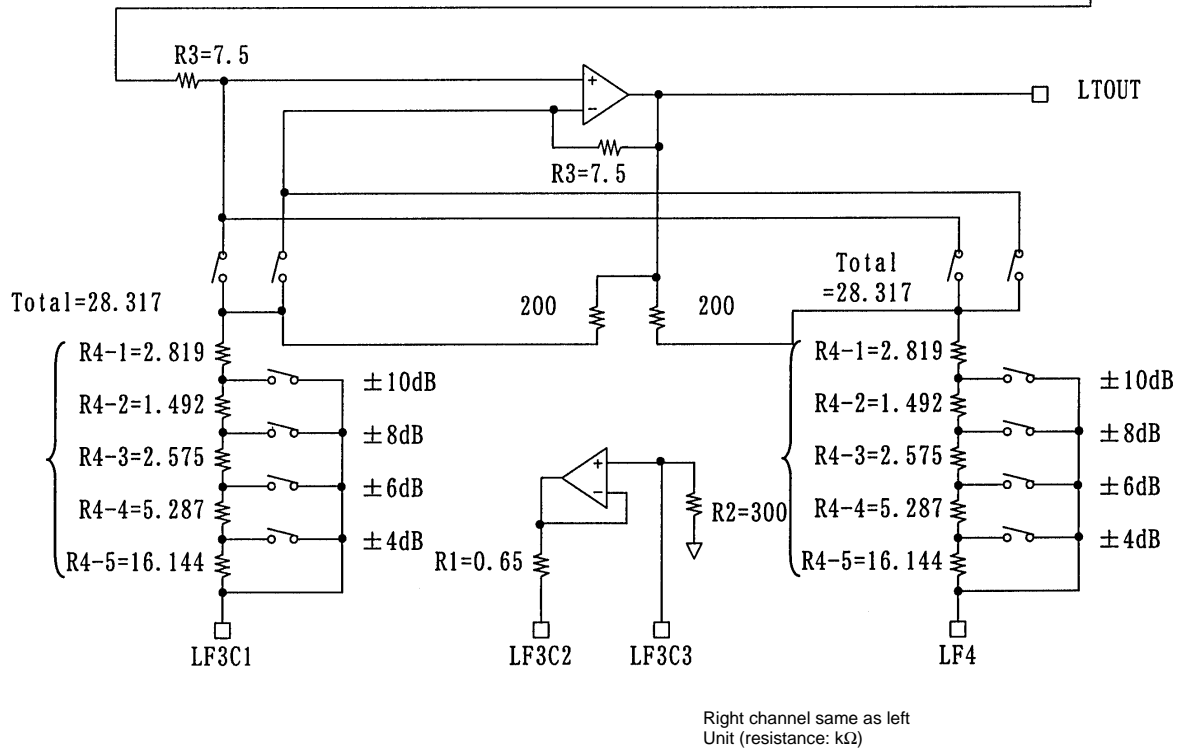 R3=7.5
+
−
LTOUT
R3=7.5
Total=28.317
200
200
Total
=28.317
R4-1=2.819
R4-2=1.492
R4-3=2.575
R4-4=5.287
R4-5=16.144
±10dB
±8dB
±6dB
±4dB
+
−
R1=0.65
R2=300
R4-1=2.819
R4-2=1.492
R4-3=2.575
R4-4=5.287
R4-5=16.144
±10dB
±8dB
±6dB
±4dB
LF3C1
LF3C2
LF3C3
LF4
Right channel same as left
Unit (resistance: kΩ)